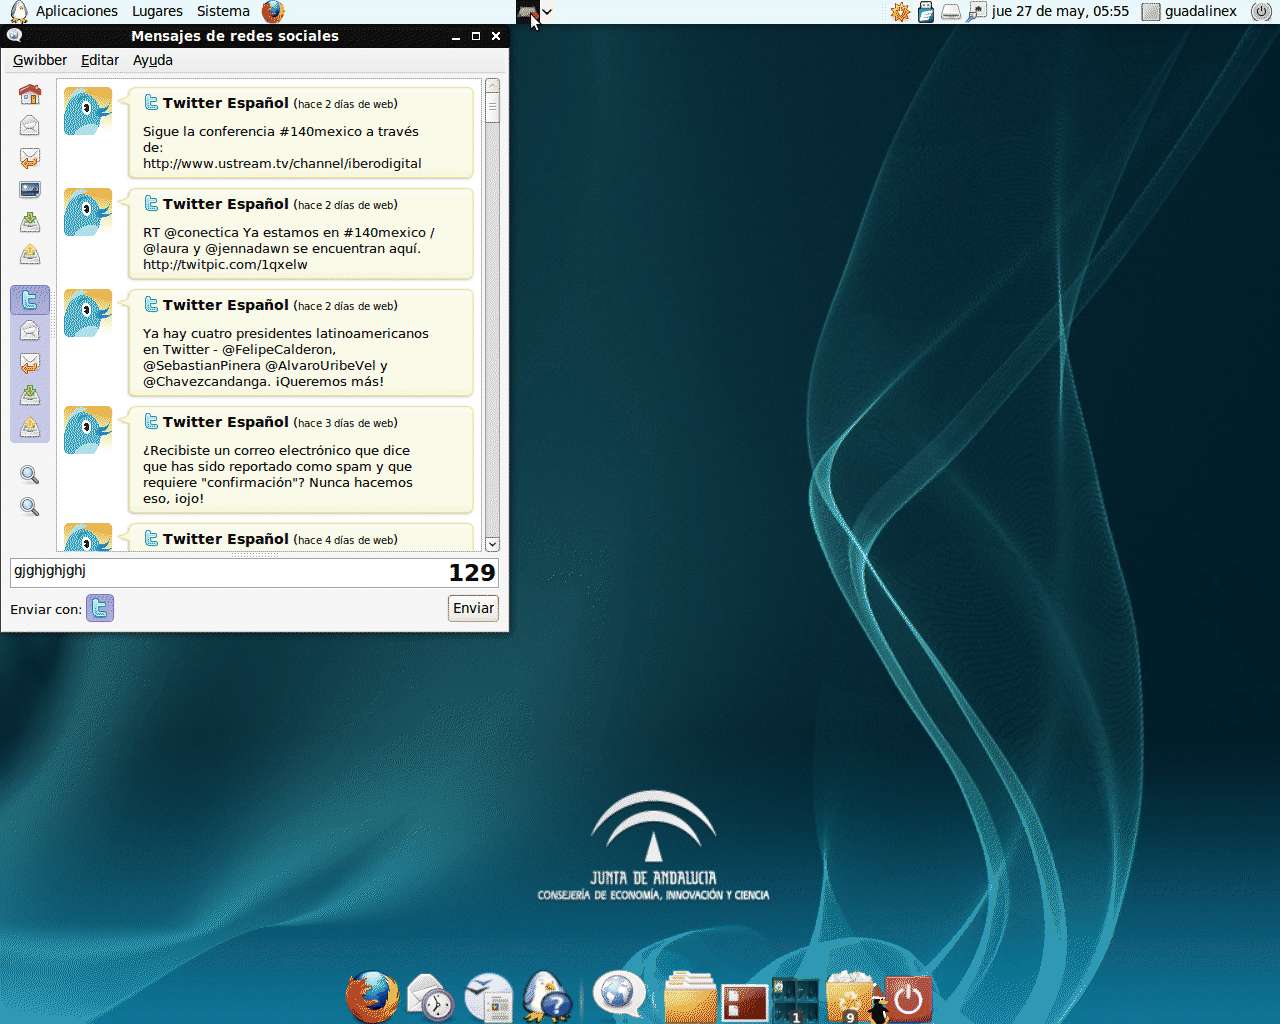 Aplicaciones Lugares Sistema
jue 27 de may, 05:55 guadalinex
Mensajes de redes sociales
Gwibber Editar Ayuda
Twitter Español (hace 2 días de web)
Sigue la conferencia #140mexico a través
de:
http://www.ustream.tv/channel/iberodigital
Twitter Español (hace 2 días de web)
RT @conectica Ya estamos en #140mexico /
@laura y @jennadawn se encuentran aquí.
http://twitpic.com/1qxelw
Twitter Español (hace 2 días de web)
Ya hay cuatro presidentes latinoamericanos
en Twitter - @FelipeCalderon,
@SebastianPinera @AlvaroUribeVel y
@Chavezcandanga. ¡Queremos más!
Twitter Español (hace 3 días de web)
¿Recibiste un correo electrónico que dice
que has sido reportado como spam y que
requiere "confirmación"? Nunca hacemos
eso, ¡ojo!
Twitter Español (hace 4 días de web)
gjghjghjghj 129
Enviar con: Enviar
JUNTA DE ANDALUCIA
CONSEJERÍA DE ECONOMÍA, INNOVACIÓN Y CIENCIA
1
9